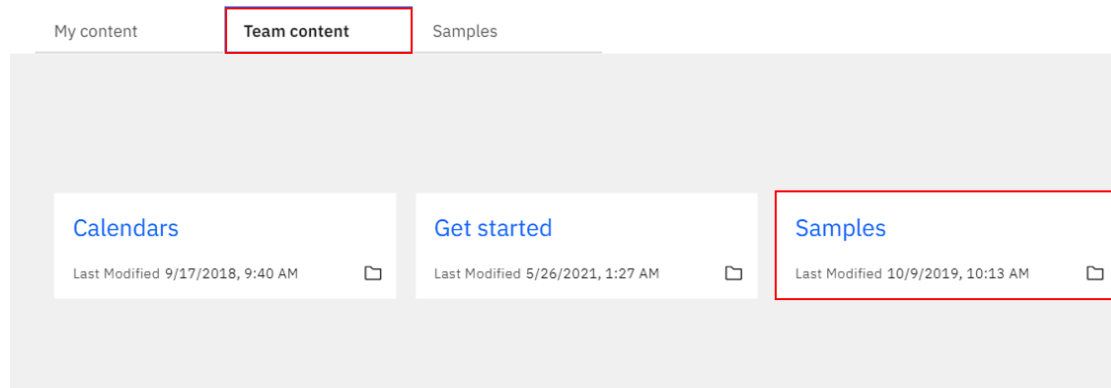 My content Team content Samples
Calendars Get started Samples
Last Modified 9/17/2018, 9:40 AM Last Modified 5/26/2021, 1:27 AM Last Modified 10/9/2019, 10:13 AM